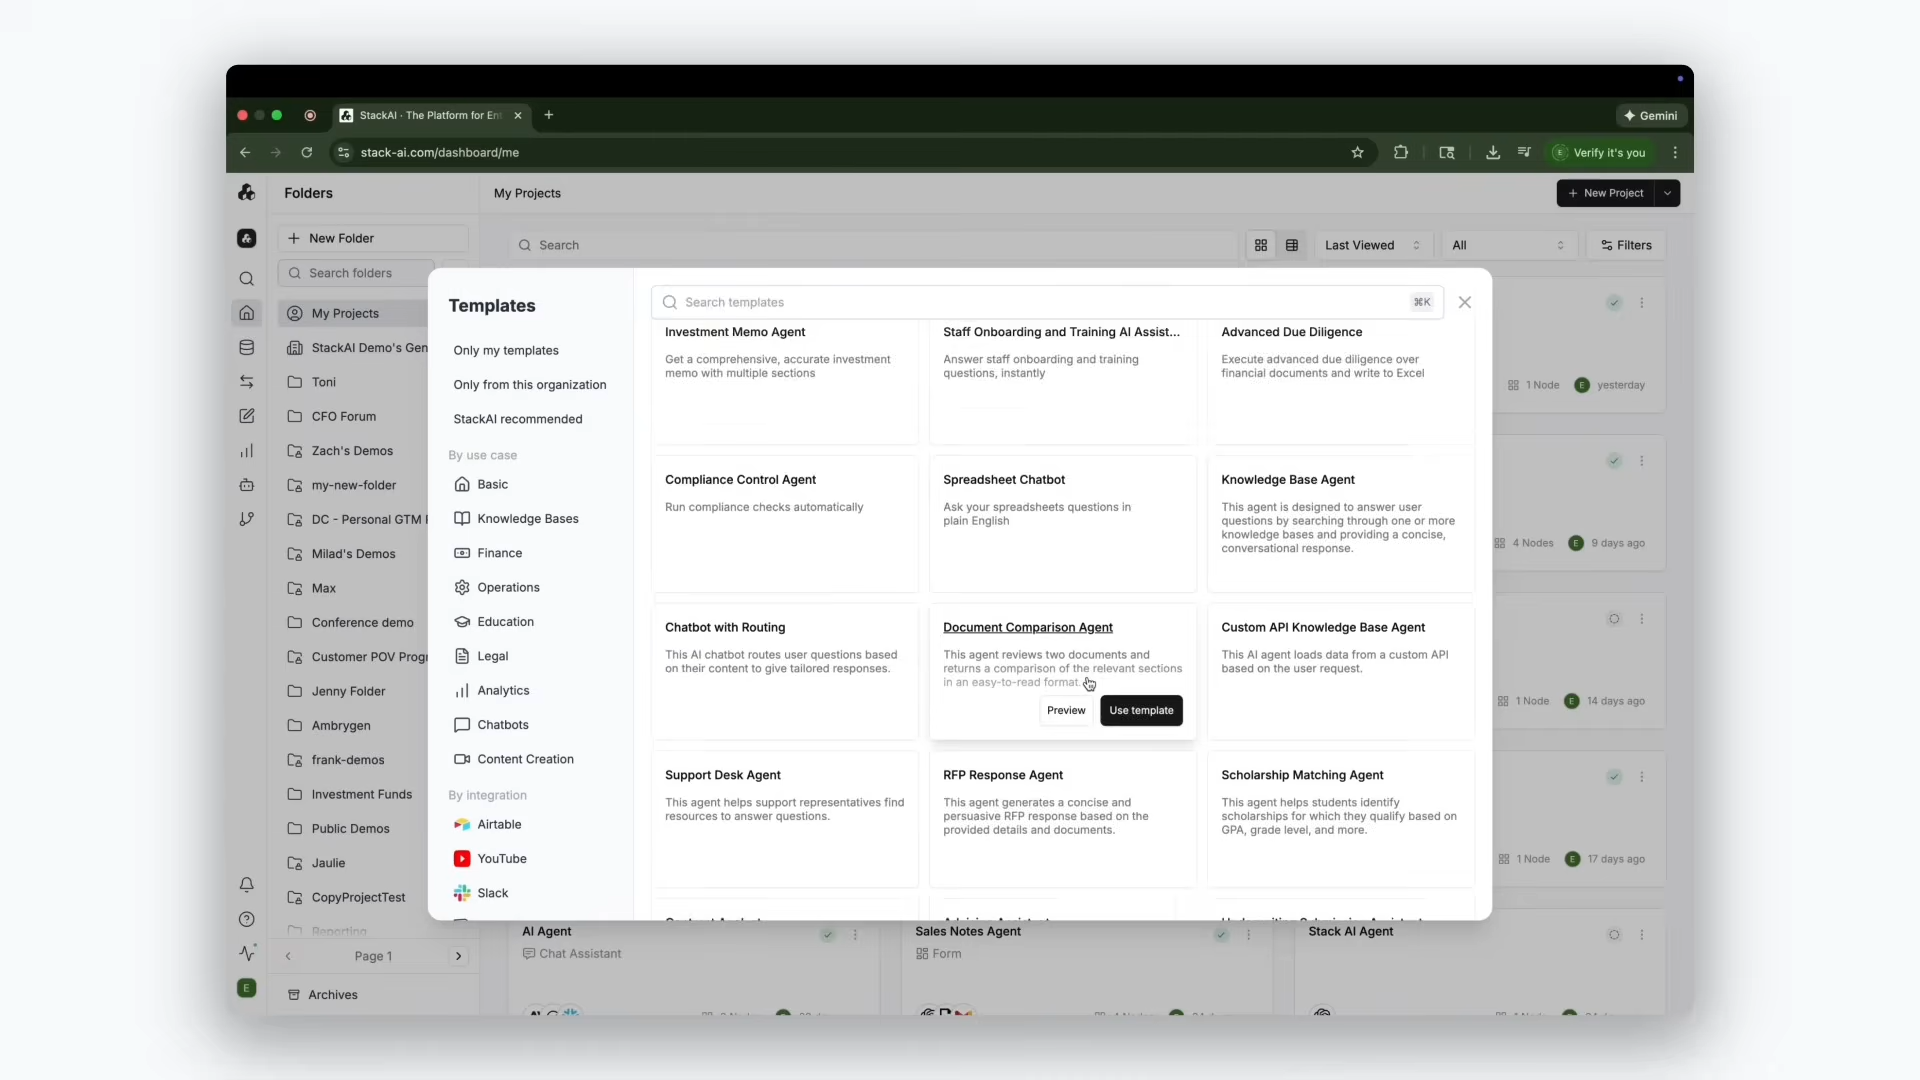 StackAI · The Platform for Ent
Gemini
stack-ai.com/dashboard/me
Verify it's you
Folders
My Projects
New Project
New Folder
Search
Last Viewed
All
Filters
Search folders
My Projects
StackAI Demo's Gen
Toni
CFO Forum
Zach's Demos
my-new-folder
DC - Personal GTM
Milad's Demos
Max
Conference demo
Customer POV Progr
Jenny Folder
Ambrygen
frank-demos
Investment Funds
Public Demos
Jaulie
CopyProjectTest
Reporting
Page 1
Archives
E
Templates
Only my templates
Only from this organization
StackAI recommended
By use case
Basic
Knowledge Bases
Finance
Operations
Education
Legal
Analytics
Chatbots
Content Creation
By integration
Airtable
YouTube
Slack
Search templates
⌘K
Investment Memo Agent
Get a comprehensive, accurate investment
memo with multiple sections
Staff Onboarding and Training AI Assist...
Answer staff onboarding and training
questions, instantly
Advanced Due Diligence
Execute advanced due diligence over
financial documents and write to Excel
Compliance Control Agent
Run compliance checks automatically
Spreadsheet Chatbot
Ask your spreadsheets questions in
plain English
Knowledge Base Agent
This agent is designed to answer user
questions by searching through one or more
knowledge bases and providing a concise,
conversational response.
Chatbot with Routing
This AI chatbot routes user questions based
on their content to give tailored responses.
Document Comparison Agent
This agent reviews two documents and
returns a comparison of the relevant sections
in an easy-to-read format.
Preview
Use template
Custom API Knowledge Base Agent
This AI agent loads data from a custom API
based on the user request.
Support Desk Agent
This agent helps support representatives find
resources to answer questions.
RFP Response Agent
This agent generates a concise and
persuasive RFP response based on the
provided details and documents.
Scholarship Matching Agent
This agent helps students identify
scholarships for which they qualify based on
GPA, grade level, and more.
1 Node
E
yesterday
4 Nodes
E
9 days ago
1 Node
E
14 days ago
1 Node
E
17 days ago
AI Agent
Chat Assistant
Sales Notes Agent
Form
Stack AI Agent